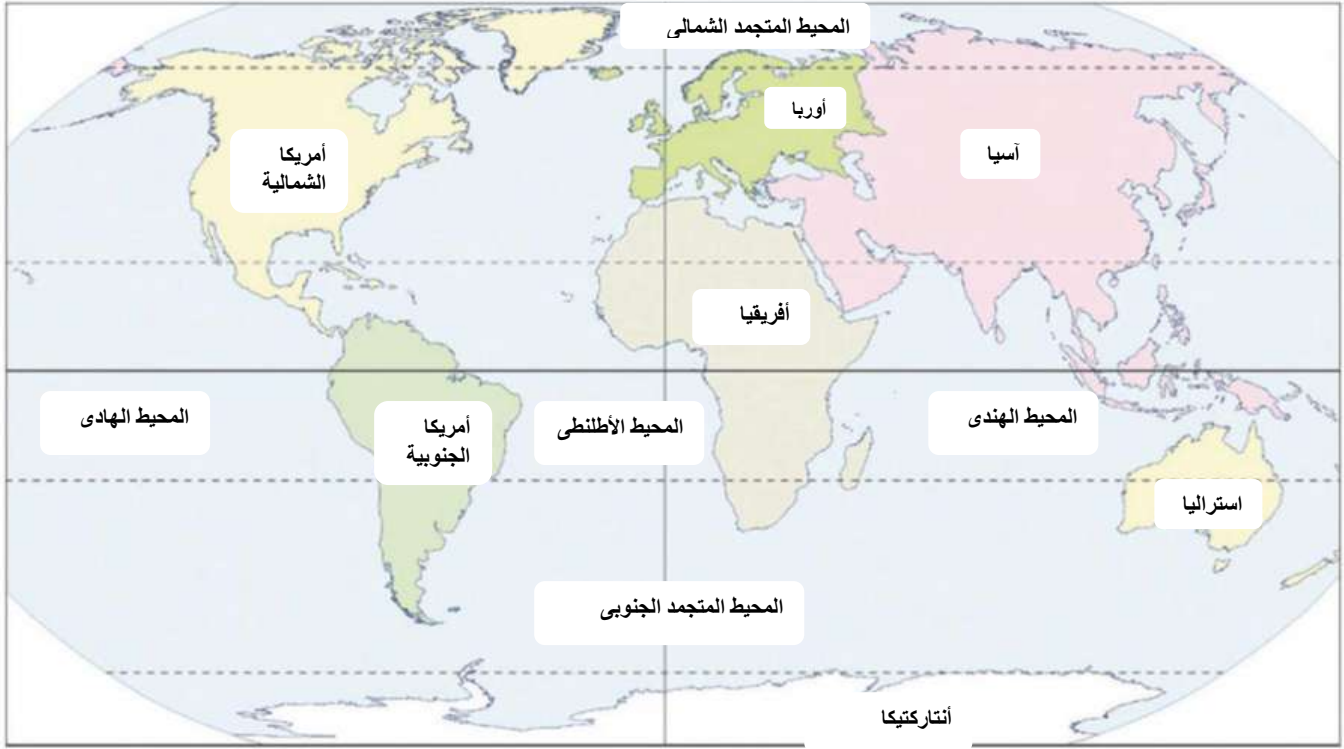 المحيط المتجمد الشمالى
أوربا
آسيا
أمريكا
الشمالية
أفريقيا
المحيط الهندى
المحيط الأطلنطى
أمريكا
الجنوبية
المحيط الهادى
استراليا
المحيط المتجمد الجنوبى
أنتاركتيكا